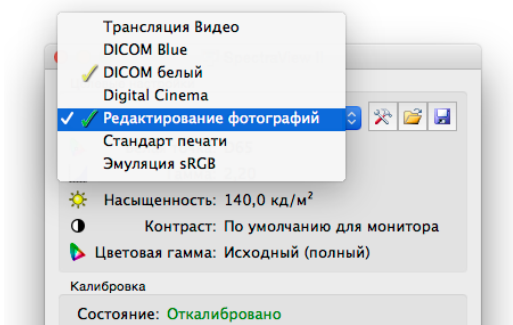 Трансляция Видео
DICOM Blue
DICOM белый
Digital Cinema
Редактирование фотографий
Стандарт печати
Эмуляция sRGB
Насыщенность: 140,0 кд/м²
Контраст: По умолчанию для монитора
Цветовая гамма: Исходный (полный)
Калибровка
Состояние: Откалибровано